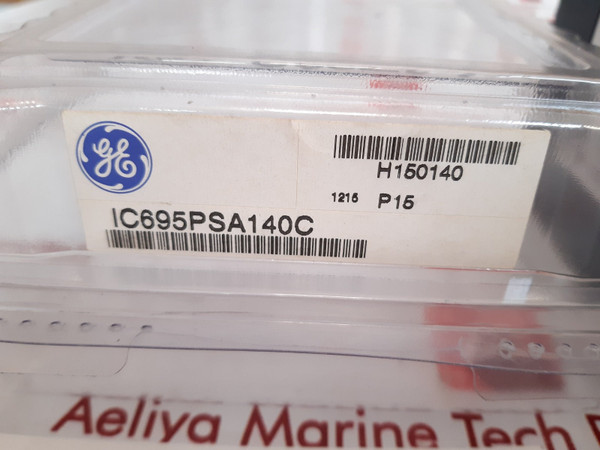 GE
H150140
1215 P15
IC695PSA140C
Aeliya Marine Tech